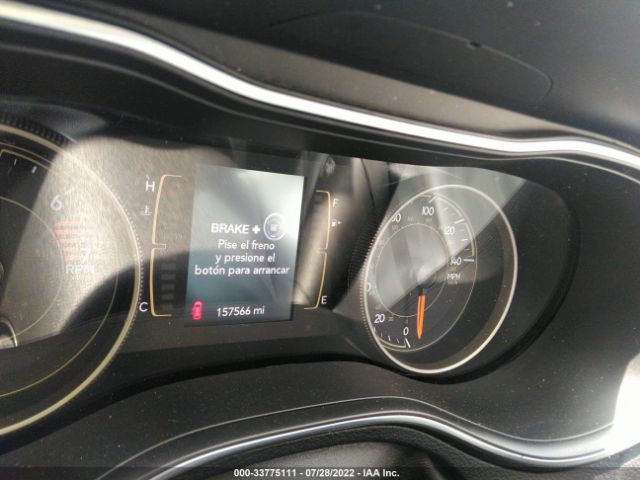 H
F
C
E
6
7
RPM
BRAKE +
Pise el freno
y presione el
botón para arrancar
157566 mi
100
120
140
MPH
20
0
000-33775111 - 07/28/2022 - IAA Inc.